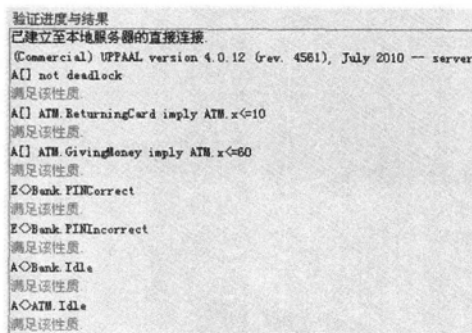 验证进度与结果
已建立至本地服务器的直接连接.
(Commercial) UPPAAL version 4.0.12 (rev. 4561), July 2010 -- server
A[] not deadlock
满足该性质.
A[] ATM.ReturningCard imply ATM.x<=10
满足该性质.
A[] ATM.GivingMoney imply ATM.x<=60
满足该性质.
E<>Bank.PINCorrect
满足该性质.
E<>Bank.PINIncorrect
满足该性质.
A<>Bank.Idle
满足该性质.
A<>ATM.Idle
满足该性质.